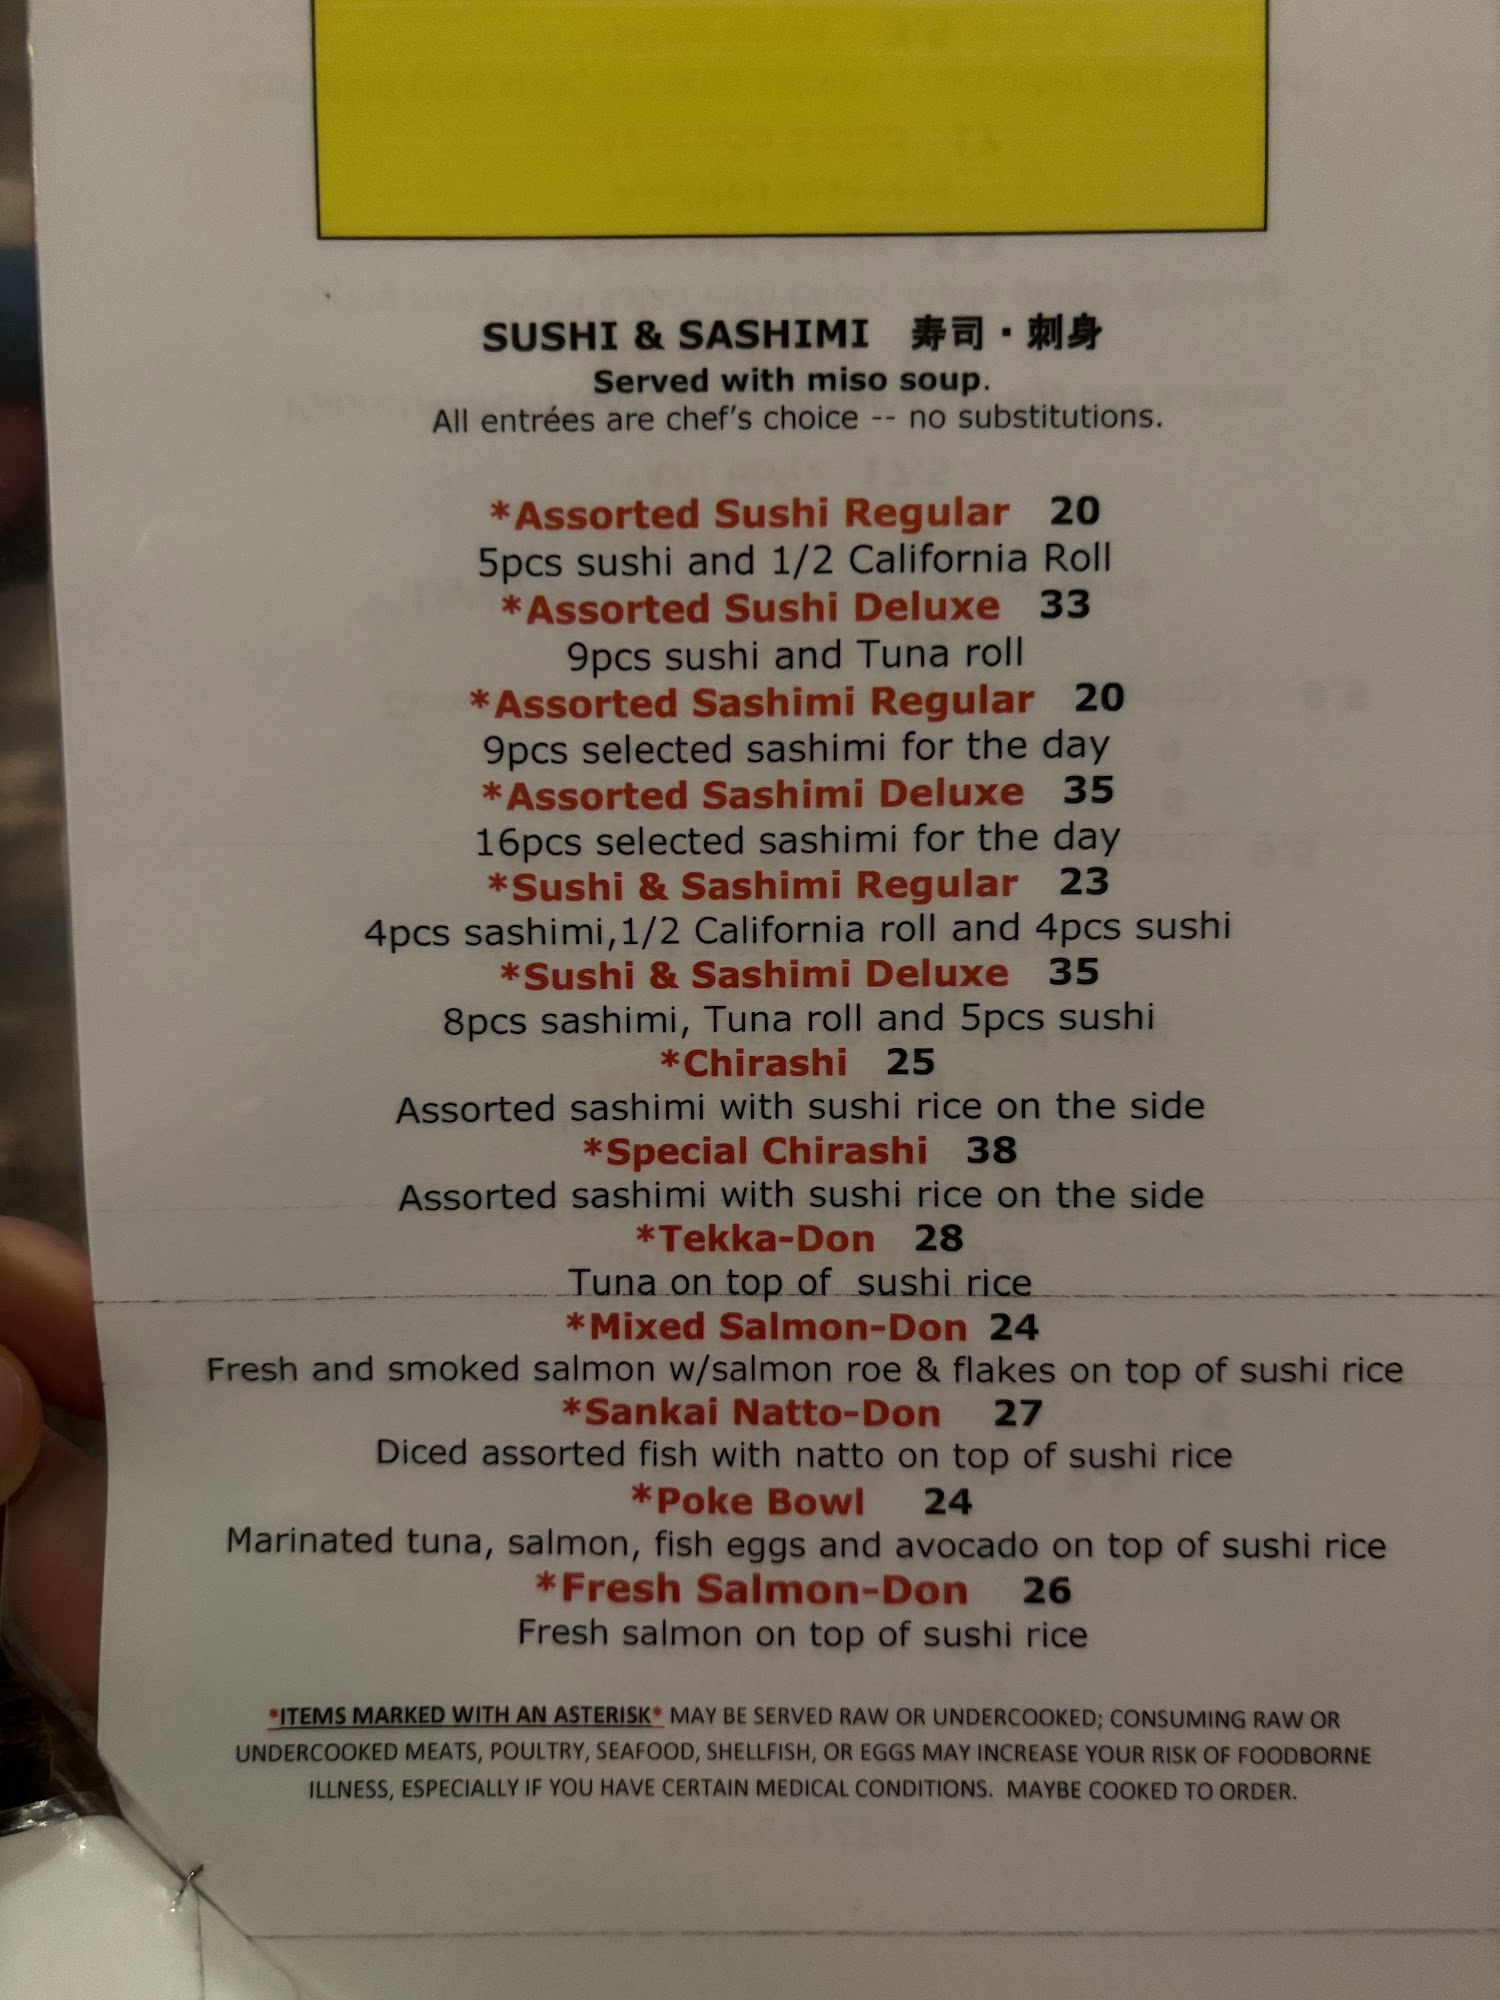 SUSHI & SASHIMI 寿司・刺身
Served with miso soup.
All entrées are chef's choice -- no substitutions.
*Assorted Sushi Regular 20
5pcs sushi and 1/2 California Roll
*Assorted Sushi Deluxe 33
9pcs sushi and Tuna roll
*Assorted Sashimi Regular 20
9pcs selected sashimi for the day
*Assorted Sashimi Deluxe 35
16pcs selected sashimi for the day
*Sushi & Sashimi Regular 23
4pcs sashimi,1/2 California roll and 4pcs sushi
*Sushi & Sashimi Deluxe 35
8pcs sashimi, Tuna roll and 5pcs sushi
*Chirashi 25
Assorted sashimi with sushi rice on the side
*Special Chirashi 38
Assorted sashimi with sushi rice on the side
*Tekka-Don 28
Tuna on top of sushi rice
*Mixed Salmon-Don 24
Fresh and smoked salmon w/salmon roe & flakes on top of sushi rice
*Sankai Natto-Don 27
Diced assorted fish with natto on top of sushi rice
*Poke Bowl 24
Marinated tuna, salmon, fish eggs and avocado on top of sushi rice
*Fresh Salmon-Don 26
Fresh salmon on top of sushi rice
*ITEMS MARKED WITH AN ASTERISK* MAY BE SERVED RAW OR UNDERCOOKED; CONSUMING RAW OR
UNDERCOOKED MEATS, POULTRY, SEAFOOD, SHELLFISH, OR EGGS MAY INCREASE YOUR RISK OF FOODBORNE
ILLNESS, ESPECIALLY IF YOU HAVE CERTAIN MEDICAL CONDITIONS. MAYBE COOKED TO ORDER.